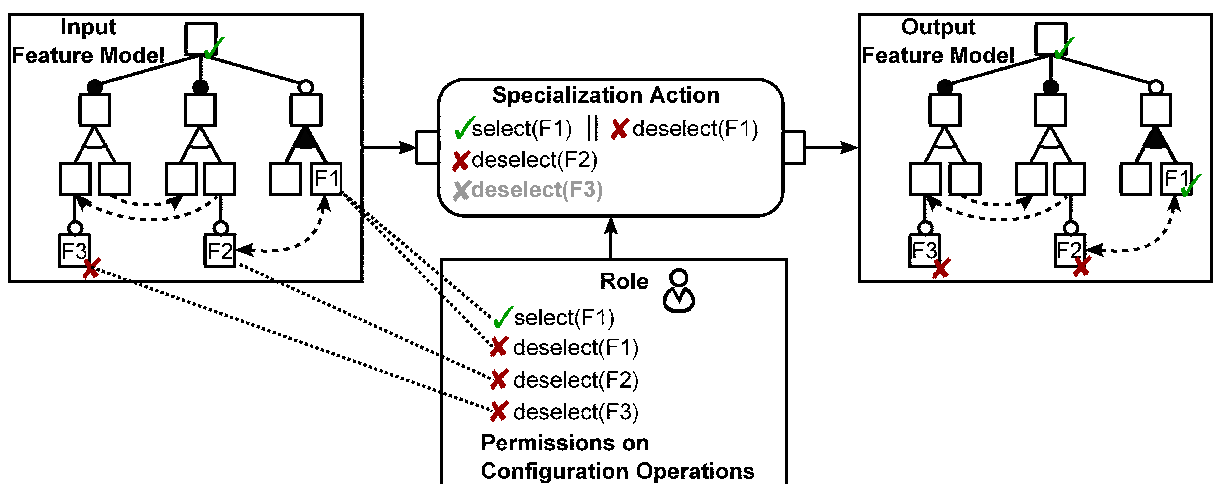 Input
Feature Model
F1
F3
F2
Specialization Action
select(F1) || deselect(F1)
deselect(F2)
deselect(F3)
Role
select(F1)
deselect(F1)
deselect(F2)
deselect(F3)
Permissions on
Configuration Operations
Output
Feature Model
F1
F3
F2